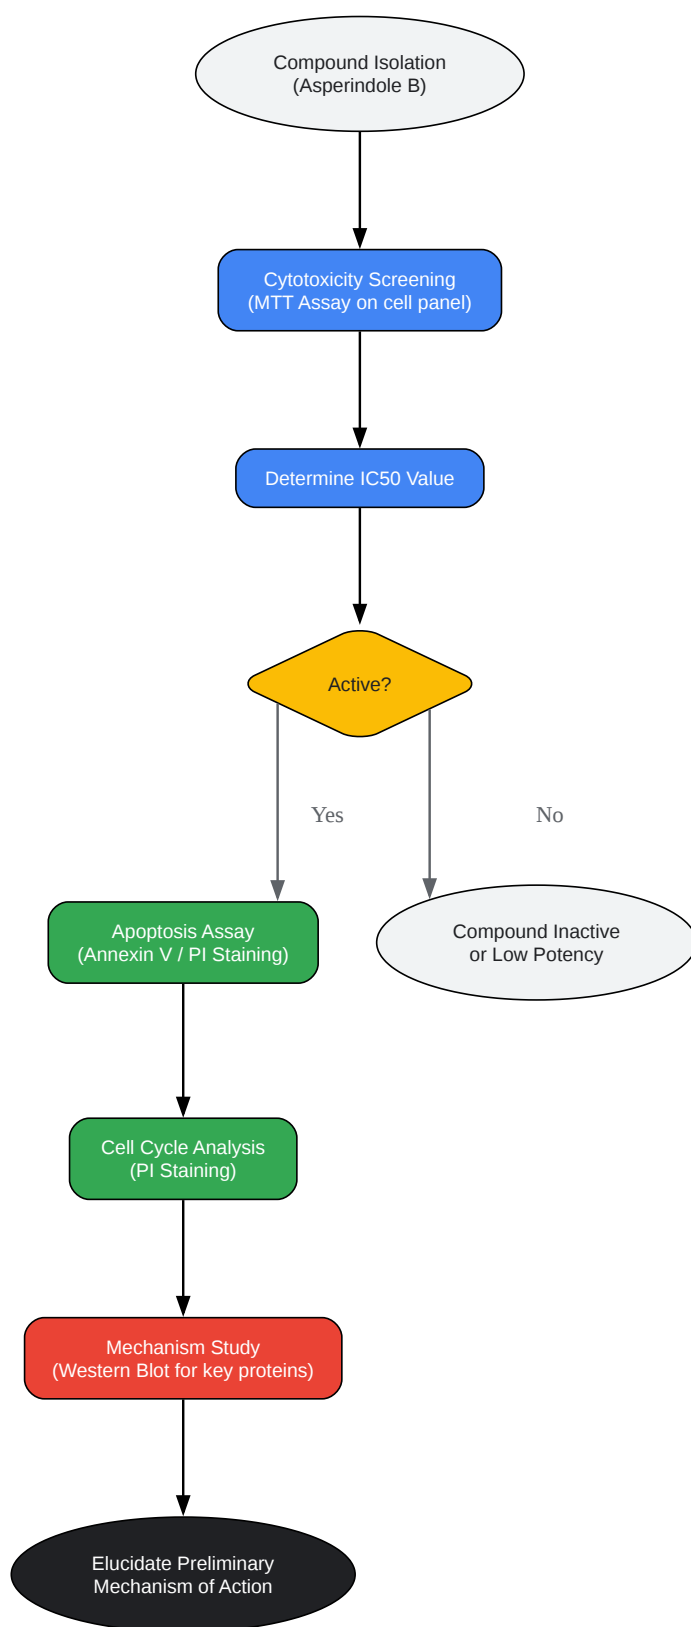 Compound Isolation
(Asperindole B)
Cytotoxicity Screening
(MTT Assay on cell panel)
Determine IC50 Value
Active?
Yes
No
Apoptosis Assay
(Annexin V / PI Staining)
Compound Inactive
or Low Potency
Cell Cycle Analysis
(PI Staining)
Mechanism Study
(Western Blot for key proteins)
Elucidate Preliminary
Mechanism of Action